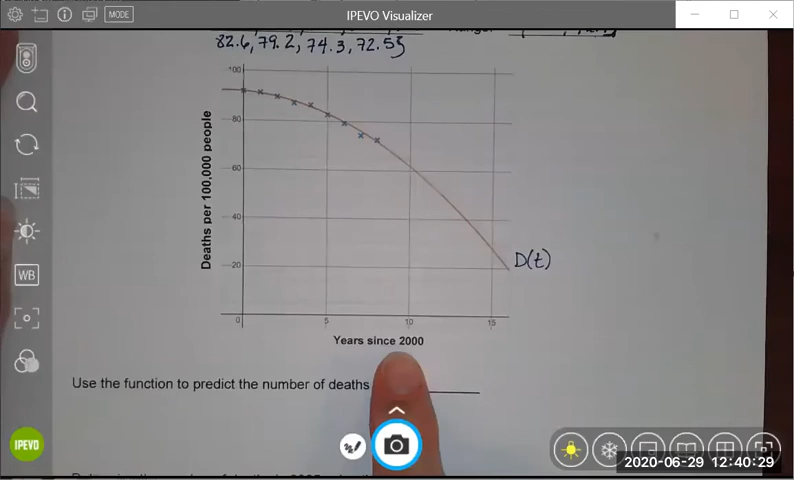 IPEVO Visualizer
MODE
82.6, 79.2, 74.3, 72.5}
100
80
60
40
20
0
5
10
15
Deaths per 100,000 people
D(t)
Years since 2000
Use the function to predict the number of deaths
WB
IPEVO
2020-06-29 12:40:29